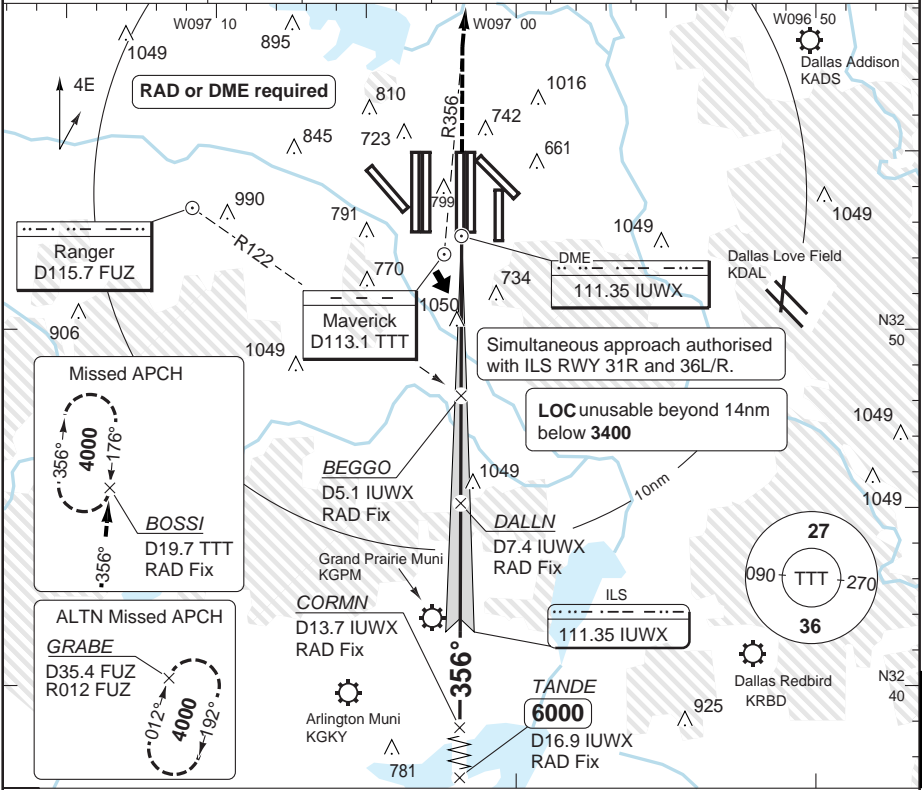 W097 10
W097 00
W096 50
1049
895
Dallas Addison
KADS
4E
RAD or DME required
810
1016
R356
723
742
845
661
990
799
1049
791
1049
Ranger
D115.7 FUZ
R122
DME
111.35 IUWX
Dallas Love Field
KDAL
770
734
Maverick
D113.1 TTT
1050
906
N32
50
1049
Simultaneous approach authorised
with ILS RWY 31R and 36L/R.
Missed APCH
356°
4000
176°
BOSSI
D19.7 TTT
RAD Fix
356°
LOC unusable beyond 14nm
below 3400
1049
BEGGO
D5.1 IUWX
RAD Fix
1049
1049
10nm
DALLN
D7.4 IUWX
RAD Fix
27
090
TTT
270
36
Grand Prairie Muni
KGPM
CORMN
D13.7 IUWX
RAD Fix
ILS
111.35 IUWX
ALTN Missed APCH
GRABE
D35.4 FUZ
R012 FUZ
012°
4000
192°
356°
Dallas Redbird
KRBD
N32
40
TANDE
6000
D16.9 IUWX
RAD Fix
925
Arlington Muni
KGKY
781